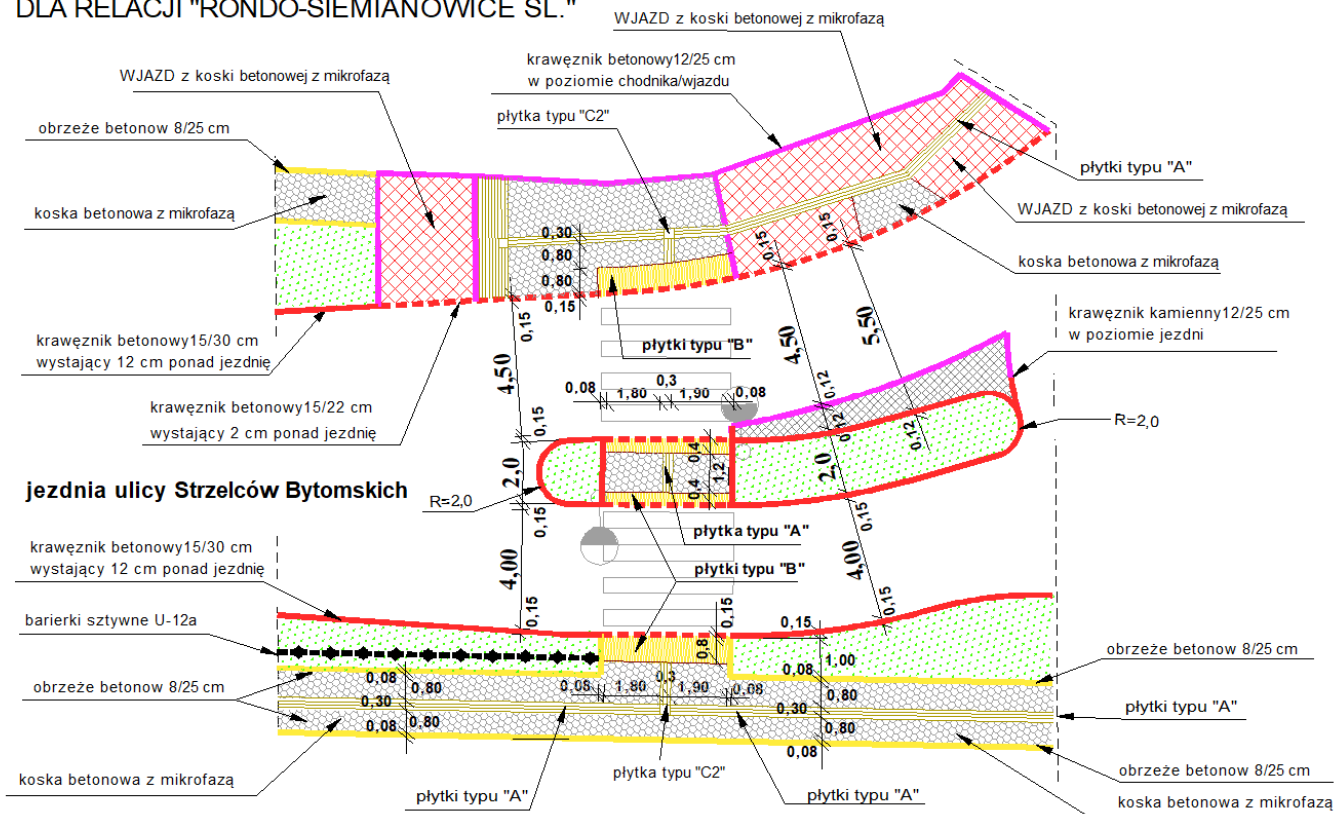 DLA RELACJI "RONDO-SIEMIANOWICE ŚL."
WJAZD z koski betonowej z mikrofazą
krawęznik betonowy12/25 cm
w poziomie chodnika/wjazdu
WJAZD z koski betonowej z mikrofazą
płytka typu "C2"
obrzeże betonow 8/25 cm
płytki typu "A"
koska betonowa z mikrofazą
WJAZD z koski betonowej z mikrofazą
0,30
0,80
0,80
0,15
0,15
0,15
koska betonowa z mikrofazą
krawęznik betonowy15/30 cm
wystający 12 cm ponad jezdnię
krawęznik kamienny12/25 cm
w poziomie jezdni
0,15
4,50
płytki typu "B"
4,50
5,50
0,08
1,80
0,3
1,90
0,08
0,12
krawęznik betonowy15/22 cm
wystający 2 cm ponad jezdnię
0,15
0,12
0,12
R=2,0
0,4
1,2
0,4
2,0
2,0
jezdnia ulicy Strzelców Bytomskich
R=2,0
0,15
0,15
płytka typu "A"
krawęznik betonowy15/30 cm
wystający 12 cm ponad jezdnię
4,00
4,00
płytki typu "B"
0,15
0,15
0,15
barierki sztywne U-12a
0,15
0,8
1,00
obrzeże betonow 8/25 cm
obrzeże betonow 8/25 cm
0,08
0,80
0,30
0,08
0,80
0,08
1,80
0,3
1,90
0,08
0,08
0,80
0,30
0,80
0,08
płytki typu "A"
koska betonowa z mikrofazą
płytki typu "A"
płytka typu "C2"
płytki typu "A"
obrzeże betonow 8/25 cm
koska betonowa z mikrofazą